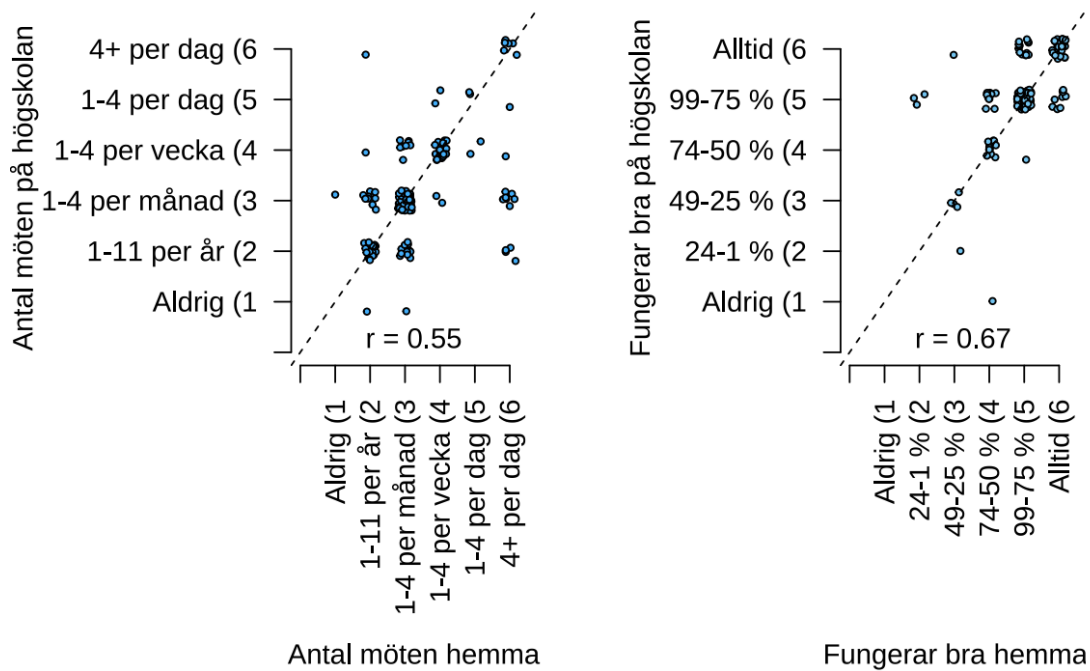 Antal möten på högskolan
4+ per dag (6
1-4 per dag (5
1-4 per vecka (4
1-4 per månad (3
1-11 per år (2
Aldrig (1
r = 0.55
Aldrig (1
1-11 per år (2
1-4 per månad (3
1-4 per vecka (4
1-4 per dag (5
4+ per dag (6
Antal möten hemma
Fungerar bra på högskolan
Alltid (6
99-75 % (5
74-50 % (4
49-25 % (3
24-1 % (2
Aldrig (1
r = 0.67
Aldrig (1
24-1 % (2
49-25 % (3
74-50 % (4
99-75 % (5
Alltid (6
Fungerar bra hemma